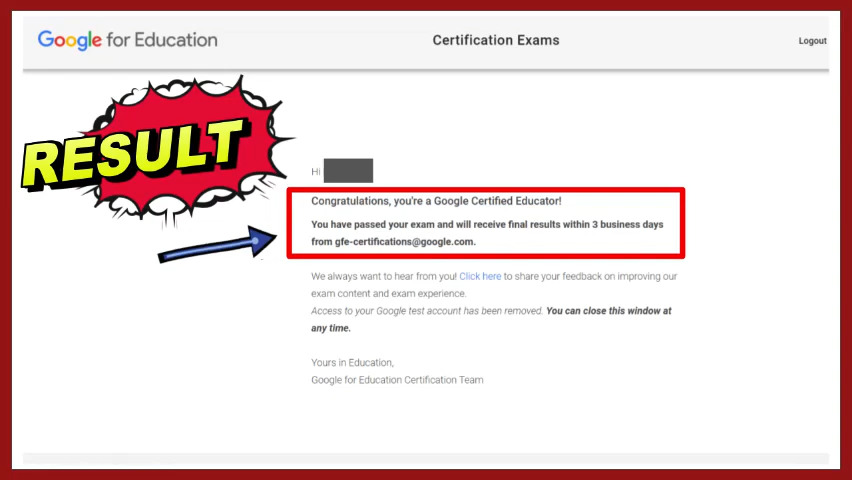 Google for Education
Certification Exams
Logout
RESULT
Hi
Congratulations, you're a Google Certified Educator!
You have passed your exam and will receive final results within 3 business days
from gfe-certifications@google.com.
We always want to hear from you! Click here to share your feedback on improving our
exam content and exam experience.
Access to your Google test account has been removed. You can close this window at
any time.
Yours in Education,
Google for Education Certification Team